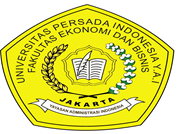 UNIVERSITAS PERSADA INDONESIA Y.A.I
FAKULTAS EKONOMI DAN BISNIS
JAKARTA
YAYASAN ADMINISTRASI INDONESIA